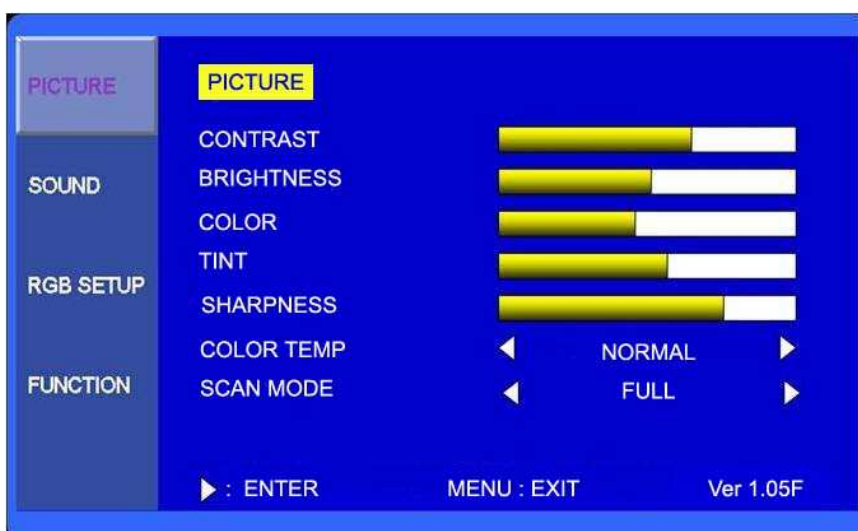 PICTURE
SOUND
RGB SETUP
FUNCTION
PICTURE
CONTRAST
BRIGHTNESS
COLOR
TINT
SHARPNESS
COLOR TEMP NORMAL
SCAN MODE FULL
: ENTER MENU : EXIT Ver 1.05F